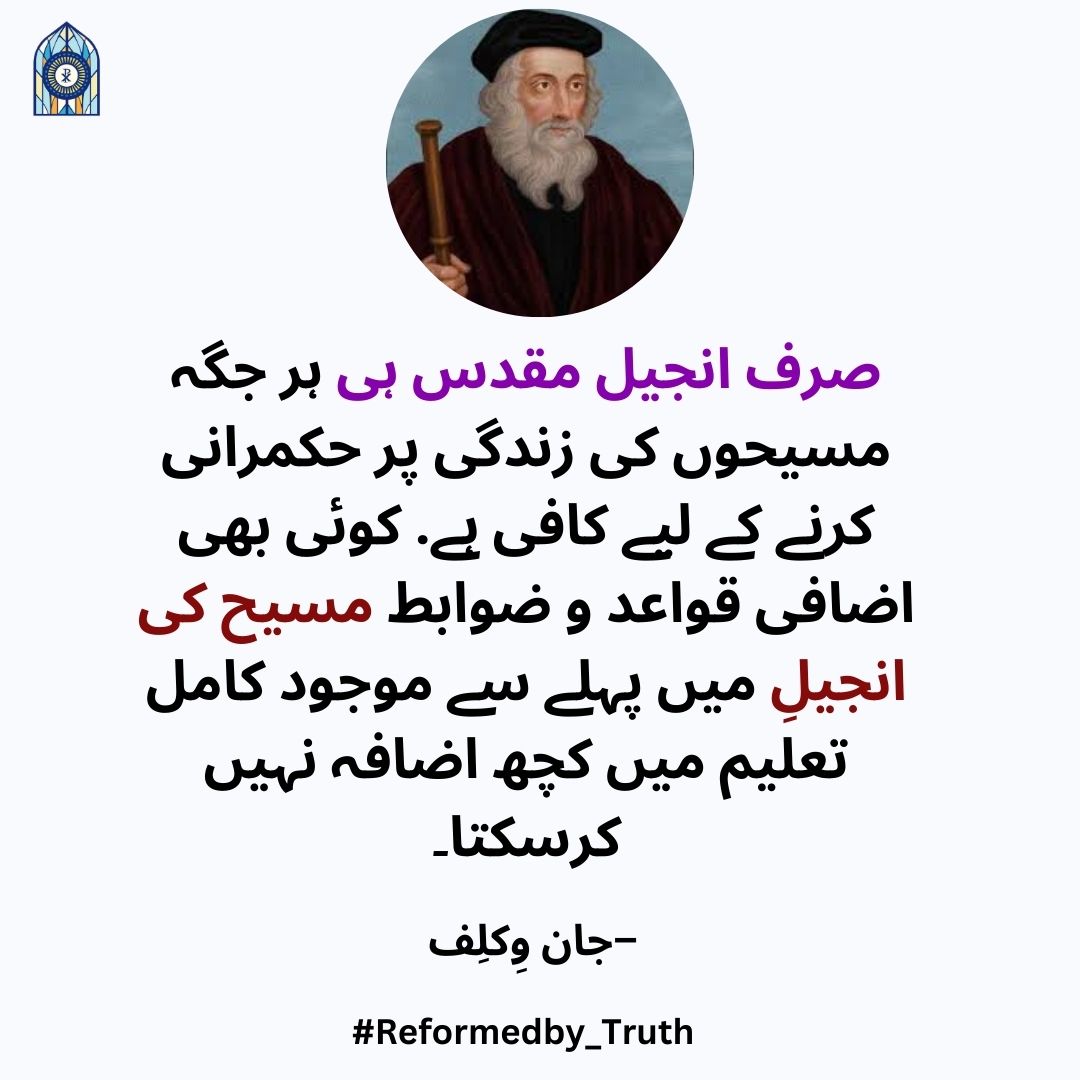 صرف انجیل مقدس ہی ہر جگہ
مسیحوں کی زندگی پر حکمرانی
کرنے کے لیے کافی ہے. کوئی بھی
اضافی قواعد و ضوابط مسیح کی
انجیلِ میں پہلے سے موجود کامل
تعلیم میں کچھ اضافہ نہیں
کرسکتا۔
–جان وِکلِف
#Reformedby_Truth